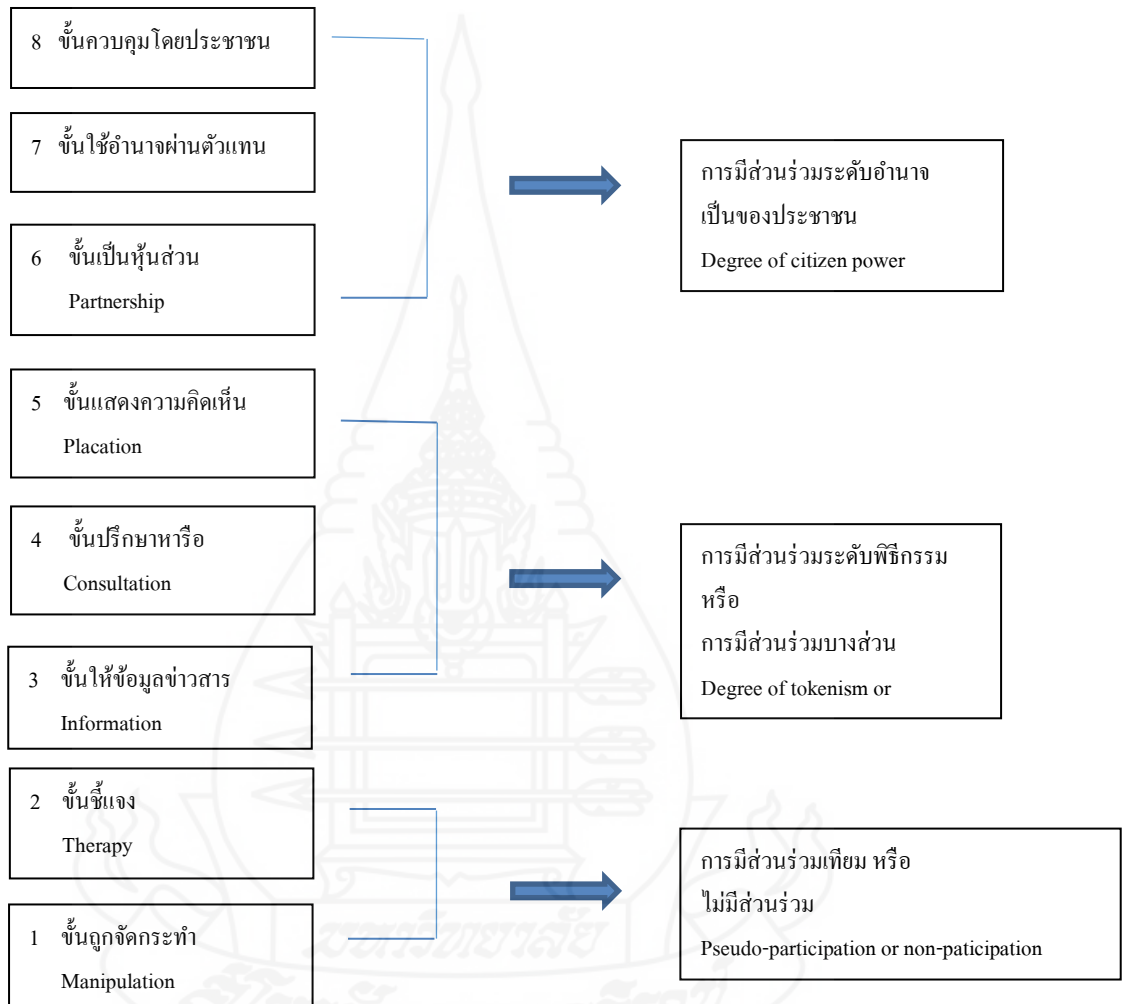 8 ขั้นควบคุมโดยประชาชน
7 ขั้นใช้อำนาจผ่านตัวแทน
6 ขั้นเป็นหุ้นส่วน
Partnership
5 ขั้นแสดงความคิดเห็น
Placation
4 ขั้นปรึกษาหารือ
Consultation
3 ขั้นให้ข้อมูลข่าวสาร
Information
2 ขั้นชี้แจง
Therapy
1 ขั้นถูกจัดกระทำ
Manipulation
การมีส่วนร่วมระดับอำนาจ
เป็นของประชาชน
Degree of citizen power
การมีส่วนร่วมระดับพิธีกรรม
หรือ
การมีส่วนร่วมบางส่วน
Degree of tokenism or
การมีส่วนร่วมเทียม หรือ
ไม่มีส่วนร่วม
Pseudo-participation or non-paticipation